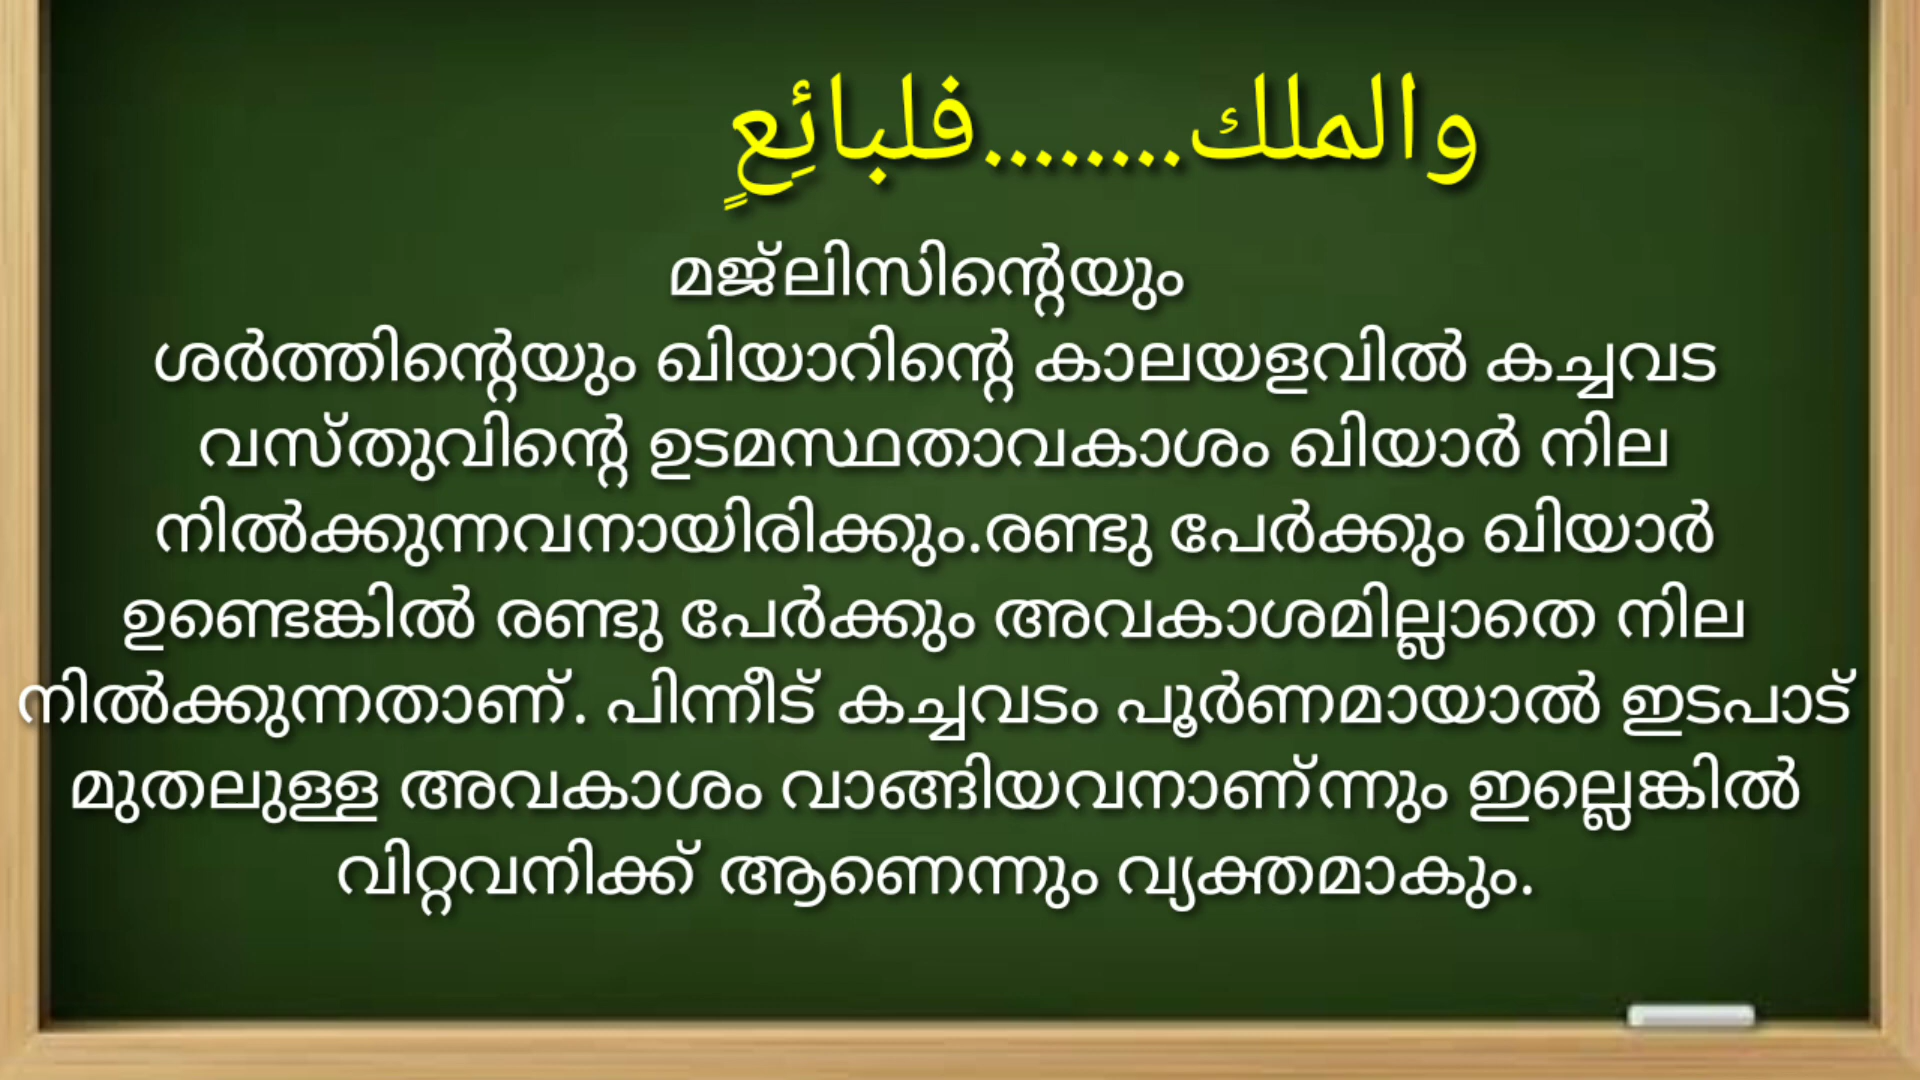 والملك........فلبائِعٍ
മജ്‌ലിസിന്റെയും
ശർത്തിന്റെയും ഖിയാറിന്റെ കാലയളവിൽ കച്ചവട
വസ്തുവിന്റെ ഉടമസ്ഥതാവകാശം ഖിയാർ നില
നിൽക്കുന്നവനായിരിക്കും.രണ്ടു പേർക്കും ഖിയാർ
ഉണ്ടെങ്കിൽ രണ്ടു പേർക്കും അവകാശമില്ലാതെ നില
നിൽക്കുന്നതാണ്. പിന്നീട് കച്ചവടം പൂർണമായാൽ ഇടപാട്
മുതലുള്ള അവകാശം വാങ്ങിയവനാണ്ന്നും ഇല്ലെങ്കിൽ
വിറ്റവനിക്ക് ആണെന്നും വ്യക്തമാകും.